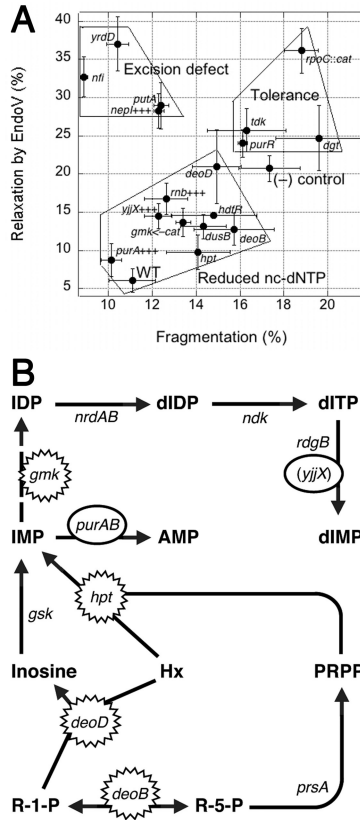 A
Relaxation by EndoV (%)
40
35
30
25
20
15
10
5
yrdD
nfi
Excision defect
putA
nepI+++
rpoC::cat
Tolerance
tdk
purR
dgt
(–) control
deoD
rnb+++
yjjX+++
hdfR
gmk<-cat
dusB
deoB
hpt
purA+++
WT
Reduced nc-dNTP
10 12 14 16 18 20
Fragmentation (%)
B
IDP dIDP dITP
nrdAB ndk
rdgB
(yjjX)
gmk
IMP purAB AMP dIMP
hpt
gsk
Inosine Hx PRPP
deoD
deoB prsA
R-1-P R-5-P